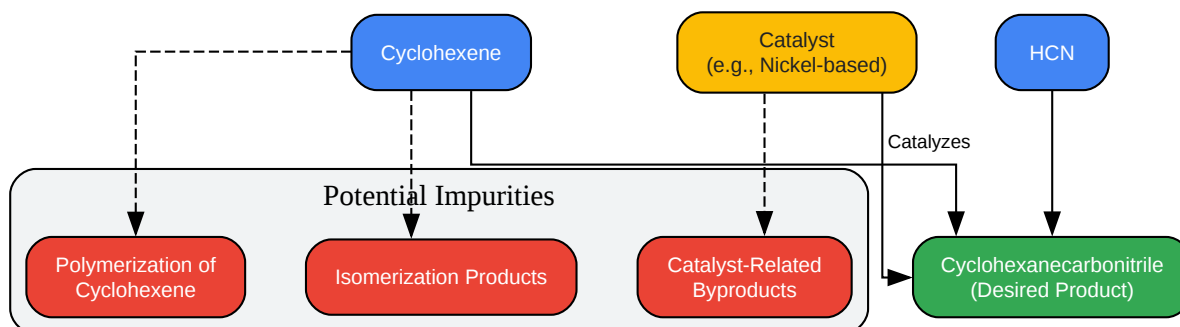 Cyclohexene
Catalyst
(e.g., Nickel-based)
HCN
Catalyzes
Potential Impurities
Polymerization of
Cyclohexene
Isomerization Products
Catalyst-Related
Byproducts
Cyclohexanecarbonitrile
(Desired Product)